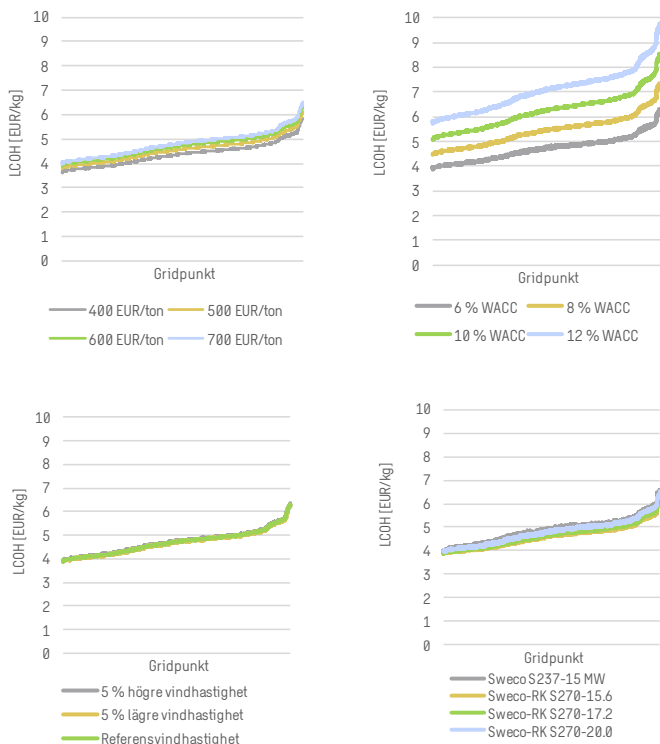 10
9
8
7
6
5
4
3
2
1
0
LCOH [EUR/kg]
Gridpunkt
400 EUR/ton
500 EUR/ton
600 EUR/ton
700 EUR/ton
10
9
8
7
6
5
4
3
2
1
0
LCOH [EUR/kg]
Gridpunkt
6 % WACC
8 % WACC
10 % WACC
12 % WACC
10
9
8
7
6
5
4
3
2
1
0
LCOH [EUR/kg]
Gridpunkt
5 % högre vindhastighet
5 % lägre vindhastighet
Referensvindhastighet
10
9
8
7
6
5
4
3
2
1
0
LCOH [EUR/kg]
Gridpunkt
Sweco S237-15 MW
Sweco-RK S270-15.6
Sweco-RK S270-17.2
Sweco-RK S270-20.0